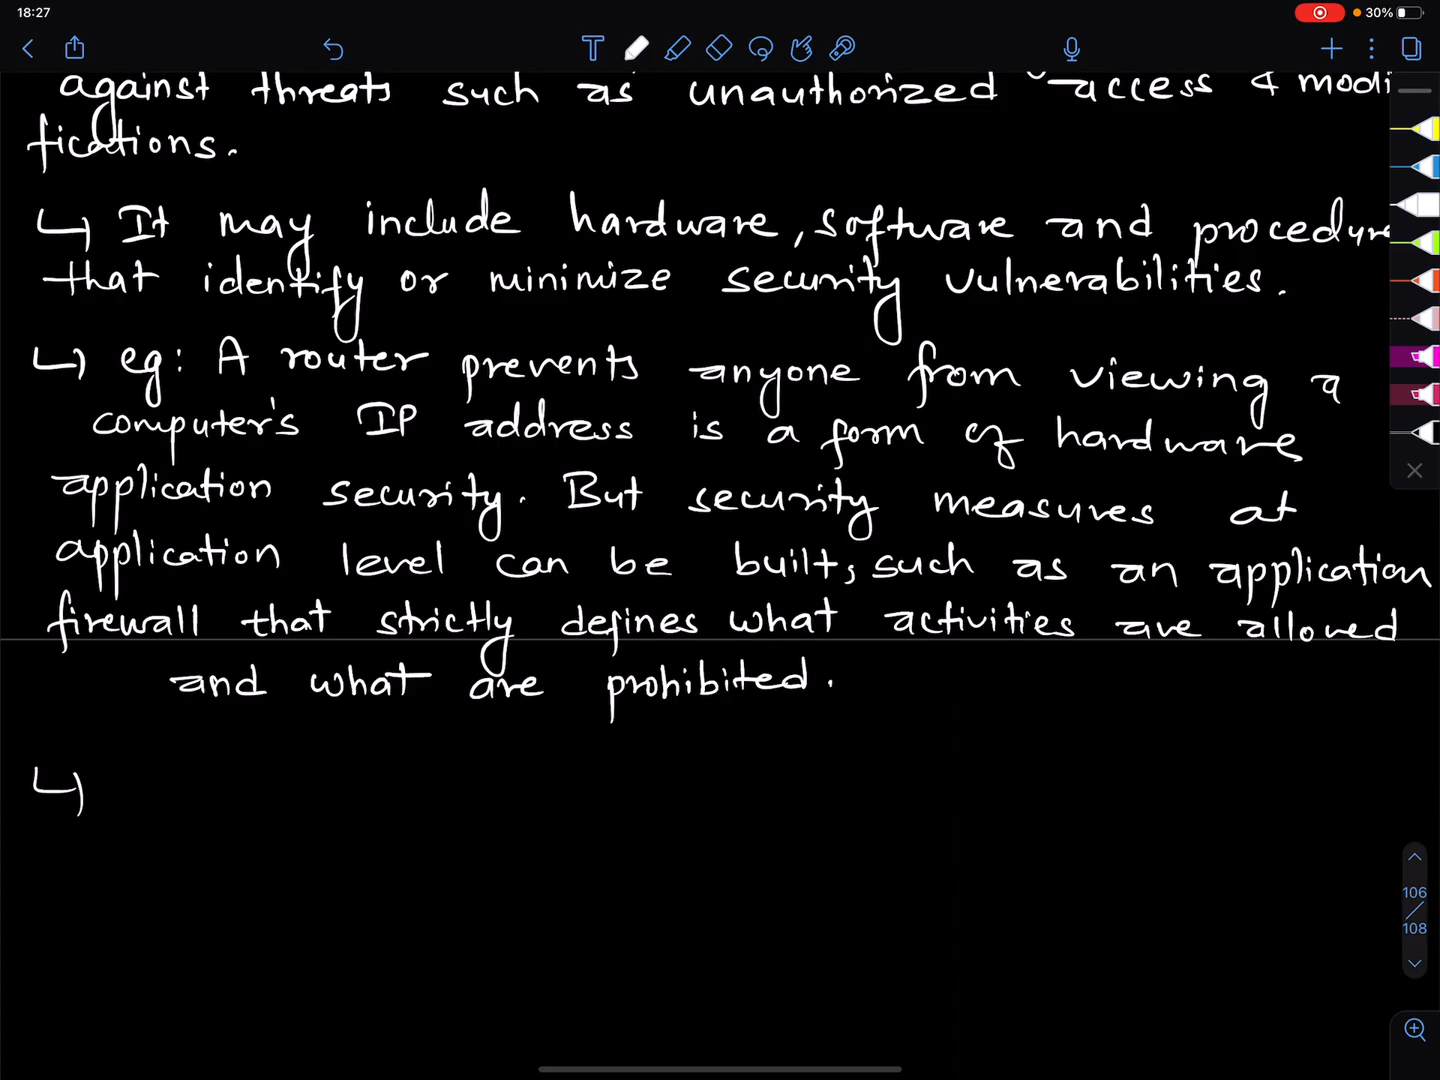 18:27
30%
against threats such as unauthorized access & modi
fications.
↳ It may include hardware, software and procedure
that identify or minimize security vulnerabilities.
↳ eg: A router prevents anyone from viewing a
computer's IP address is a form of hardware
application security. But security measures at
application level can be built, such as an application
firewall that strictly defines what activities are allowed
and what are prohibited.
↳
106
/
108